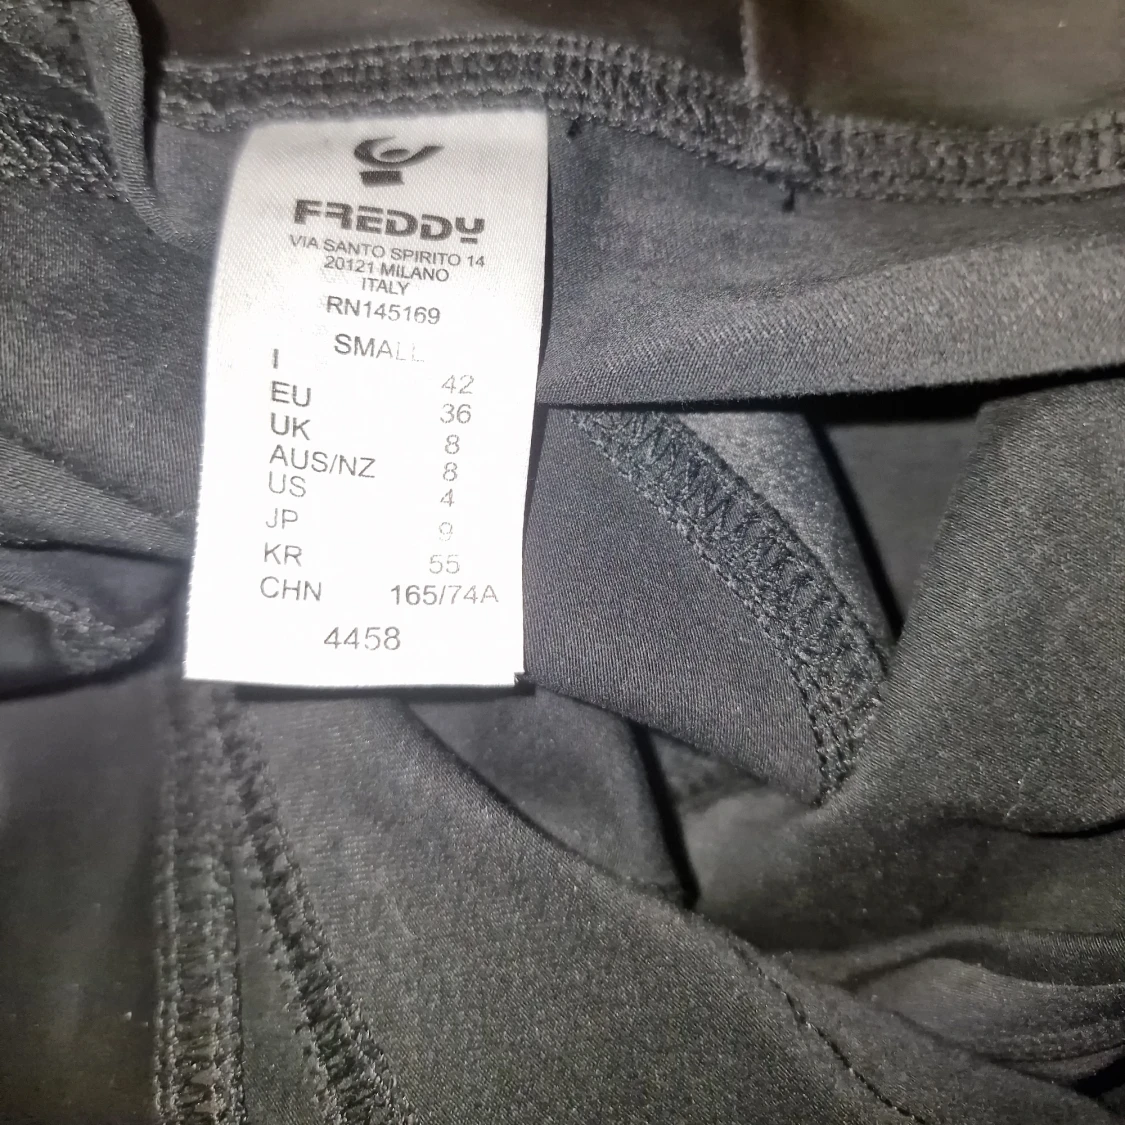 FREDDY
VIA SANTO SPIRITO 14
20121 MILANO
ITALY
RN145169
SMALL
I 42
EU 36
UK 8
AUS/NZ 8
US 4
JP 9
KR 55
CHN 165/74A
4458